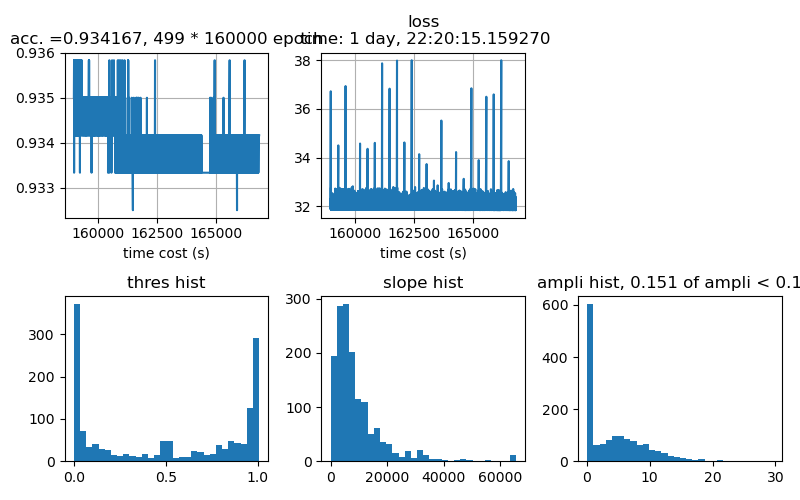 loss
acc. =0.934167, 499 * 160000 epoch
time: 1 day, 22:20:15.159270
0.936
0.935
0.934
0.933
160000 162500 165000
time cost (s)
38
36
34
32
160000 162500 165000
time cost (s)
thres hist
300
200
100
0
0.0 0.5 1.0
slope hist
300
200
100
0
0 20000 40000 60000
ampli hist, 0.151 of ampli < 0.1
600
400
200
0
0 10 20 30